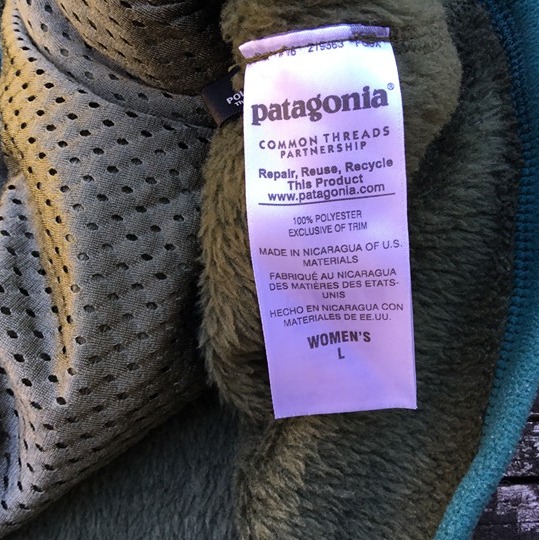 patagonia®
COMMON THREADS
PARTNERSHIP
Repair, Reuse, Recycle
This Product
www.patagonia.com
100% POLYESTER
EXCLUSIVE OF TRIM
MADE IN NICARAGUA OF U.S.
MATERIALS
FABRIQUÉ AU NICARAGUA
DES MATIÈRES DES ETATS-
UNIS
HECHO EN NICARAGUA CON
MATERIALES DE EE.UU.
WOMEN'S
L